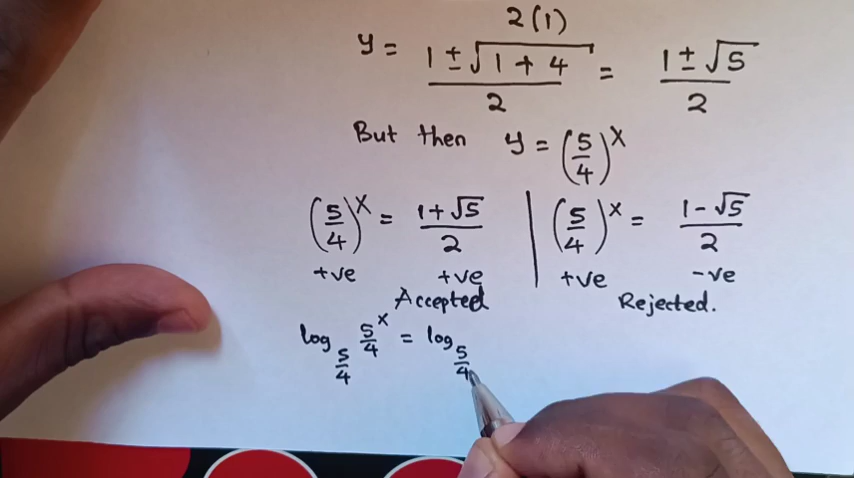 2(1)
y = (1 ± √(1 + 4))/2 = (1 ± √5)/2
But then y = (5/4)^x
(5/4)^x = (1 + √5)/2 | (5/4)^x = (1 - √5)/2
+ve +ve +ve -ve
Accepted Rejected.
log_(5/4) 5/4^x = log_(5/4)